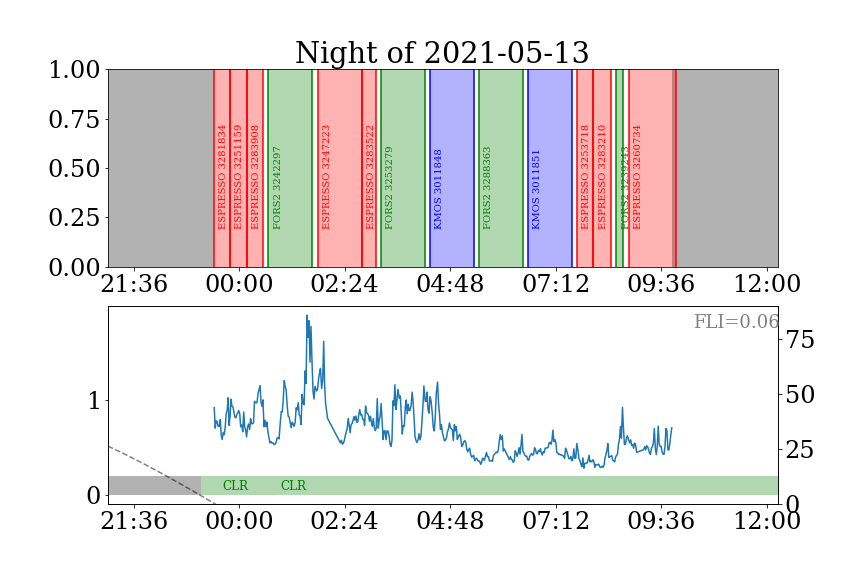 Night of 2021-05-13
1.00
0.75
0.50
0.25
0.00
ESPRESSO 3281834
ESPRESSO 3251159
ESPRESSO 3283908
FORS2 3242297
ESPRESSO 3247223
ESPRESSO 3283522
FORS2 3253279
KMOS 3011848
FORS2 3288363
KMOS 3011851
ESPRESSO 3253718
ESPRESSO 3283210
FORS2 3239243
ESPRESSO 3260734
21:36 00:00 02:24 04:48 07:12 09:36 12:00
FLI=0.06
1
0
75
50
25
0
CLR CLR
21:36 00:00 02:24 04:48 07:12 09:36 12:00